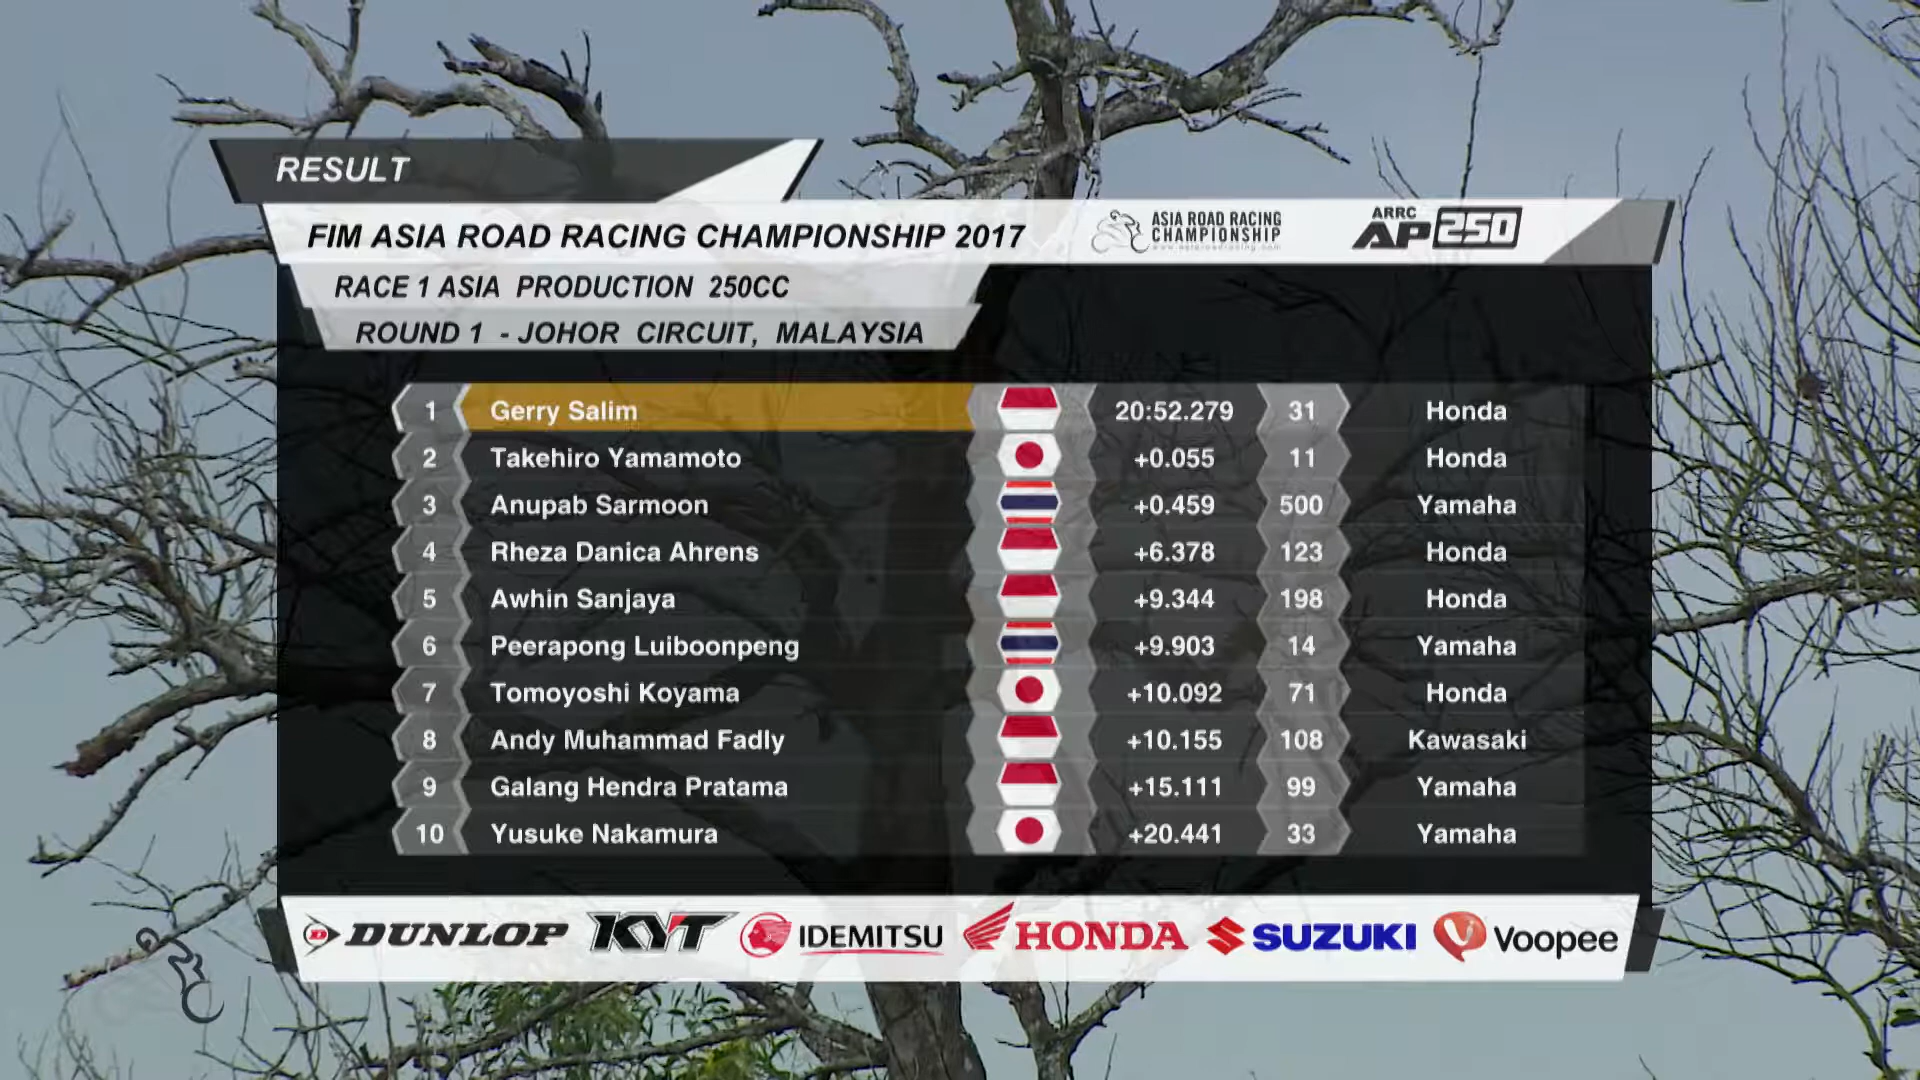 RESULT
FIM ASIA ROAD RACING CHAMPIONSHIP 2017
ASIA ROAD RACING
CHAMPIONSHIP
www.asiaroadracing.com
ARRC
AP 250
RACE 1 ASIA PRODUCTION 250CC
ROUND 1 - JOHOR CIRCUIT, MALAYSIA
1 Gerry Salim 20:52.279 31 Honda
2 Takehiro Yamamoto +0.055 11 Honda
3 Anupab Sarmoon +0.459 500 Yamaha
4 Rheza Danica Ahrens +6.378 123 Honda
5 Awhin Sanjaya +9.344 198 Honda
6 Peerapong Luiboonpeng +9.903 14 Yamaha
7 Tomoyoshi Koyama +10.092 71 Honda
8 Andy Muhammad Fadly +10.155 108 Kawasaki
9 Galang Hendra Pratama +15.111 99 Yamaha
10 Yusuke Nakamura +20.441 33 Yamaha
D DUNLOP KYT IDEMITSU HONDA SUZUKI Voopee